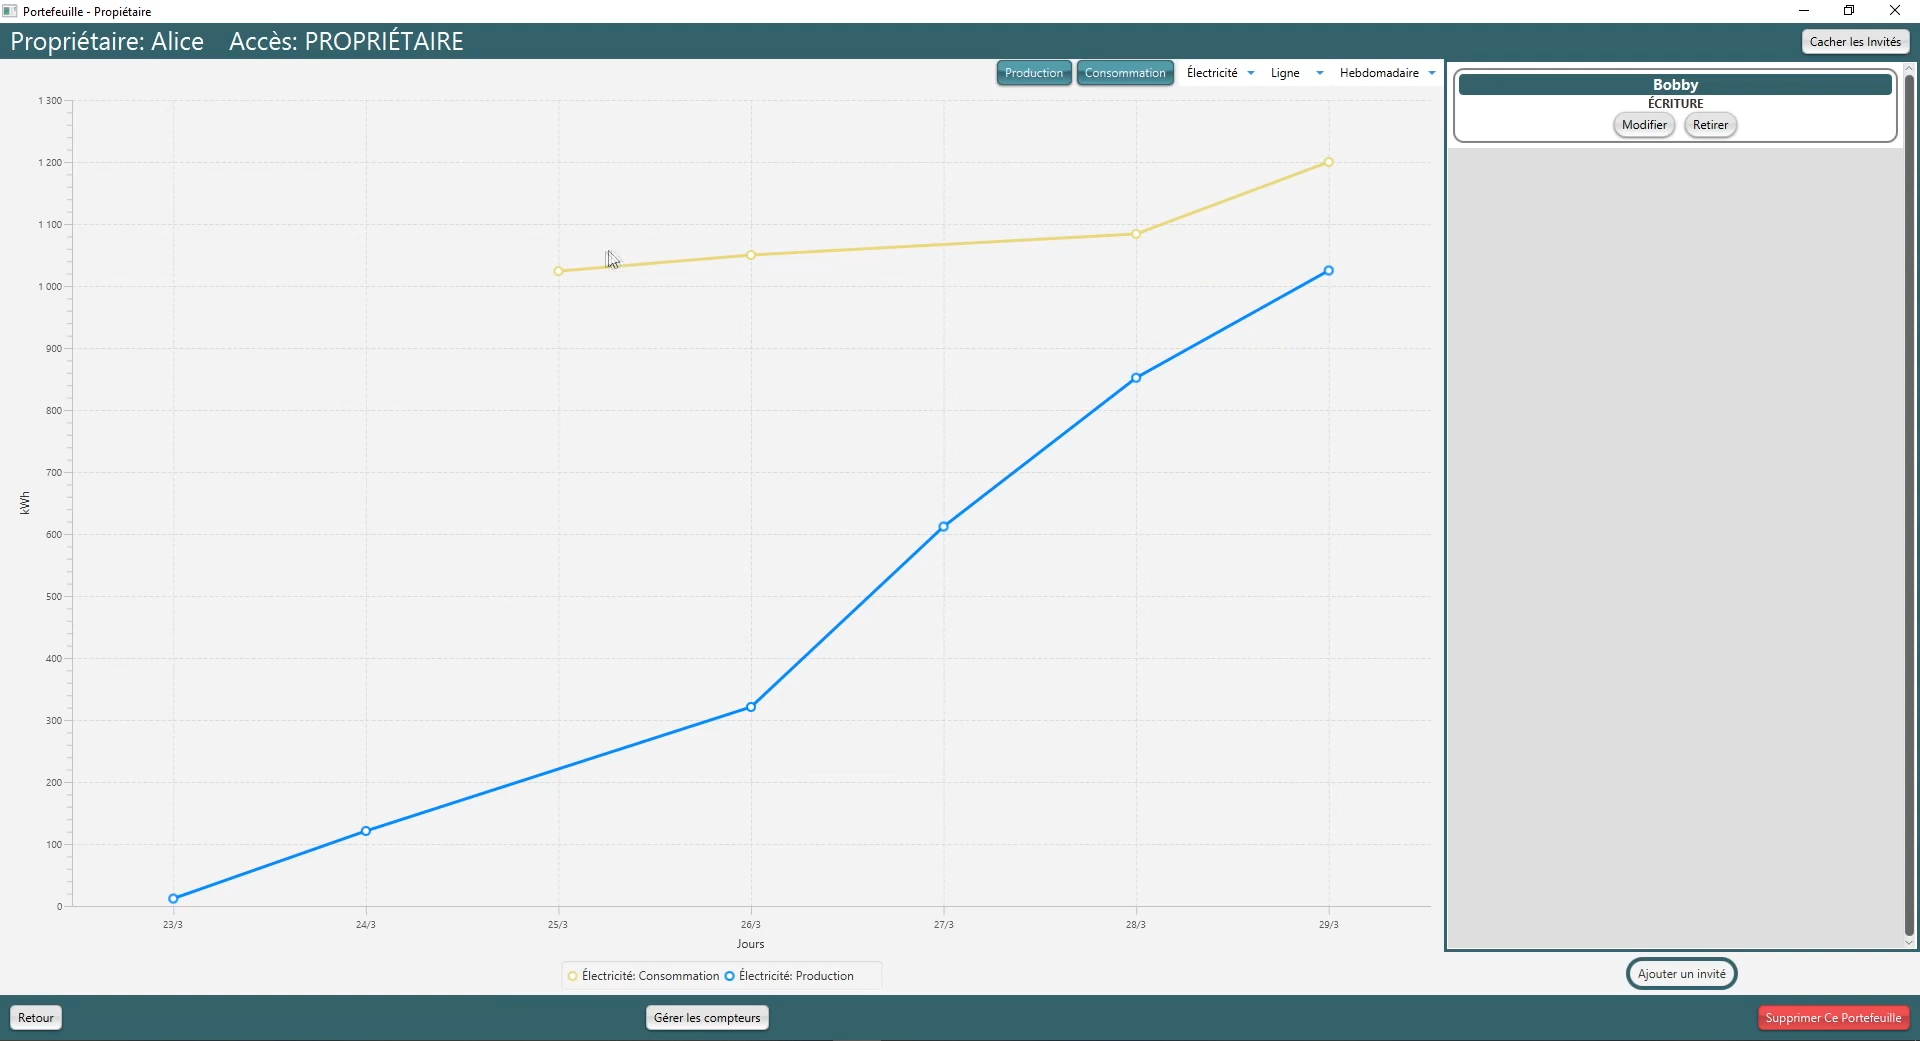 Portefeuille - Propiétaire
Propriétaire: Alice Accès: PROPRIÉTAIRE
Cacher les Invités
Production Consommation Électricité Ligne Hebdomadaire
Bobby
ÉCRITURE
Modifier Retirer
1 300
1 200
1 100
1 000
900
800
700
600
500
400
300
200
100
0
kWh
23/3 24/3 25/3 26/3 27/3 28/3 29/3
Jours
Électricité: Consommation Électricité: Production
Ajouter un invité
Retour
Gérer les compteurs
Supprimer Ce Portefeuille